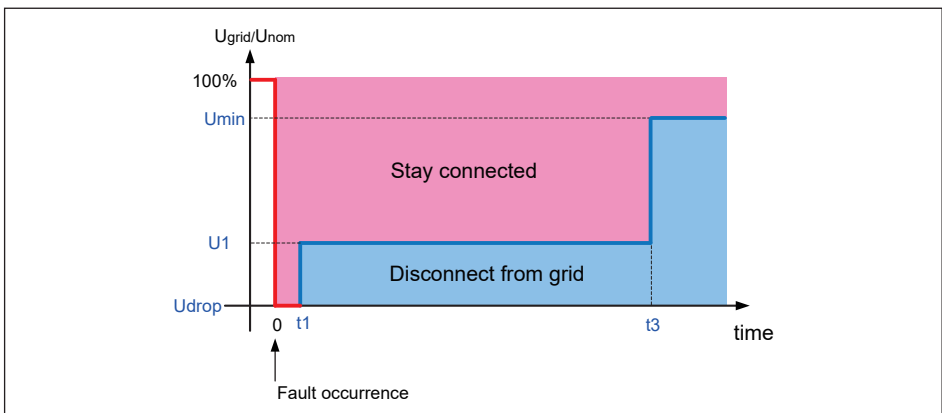 Ugrid/Unom
100%
Umin
Stay connected
U1
Disconnect from grid
Udrop
0
t1
t3
time
Fault occurrence